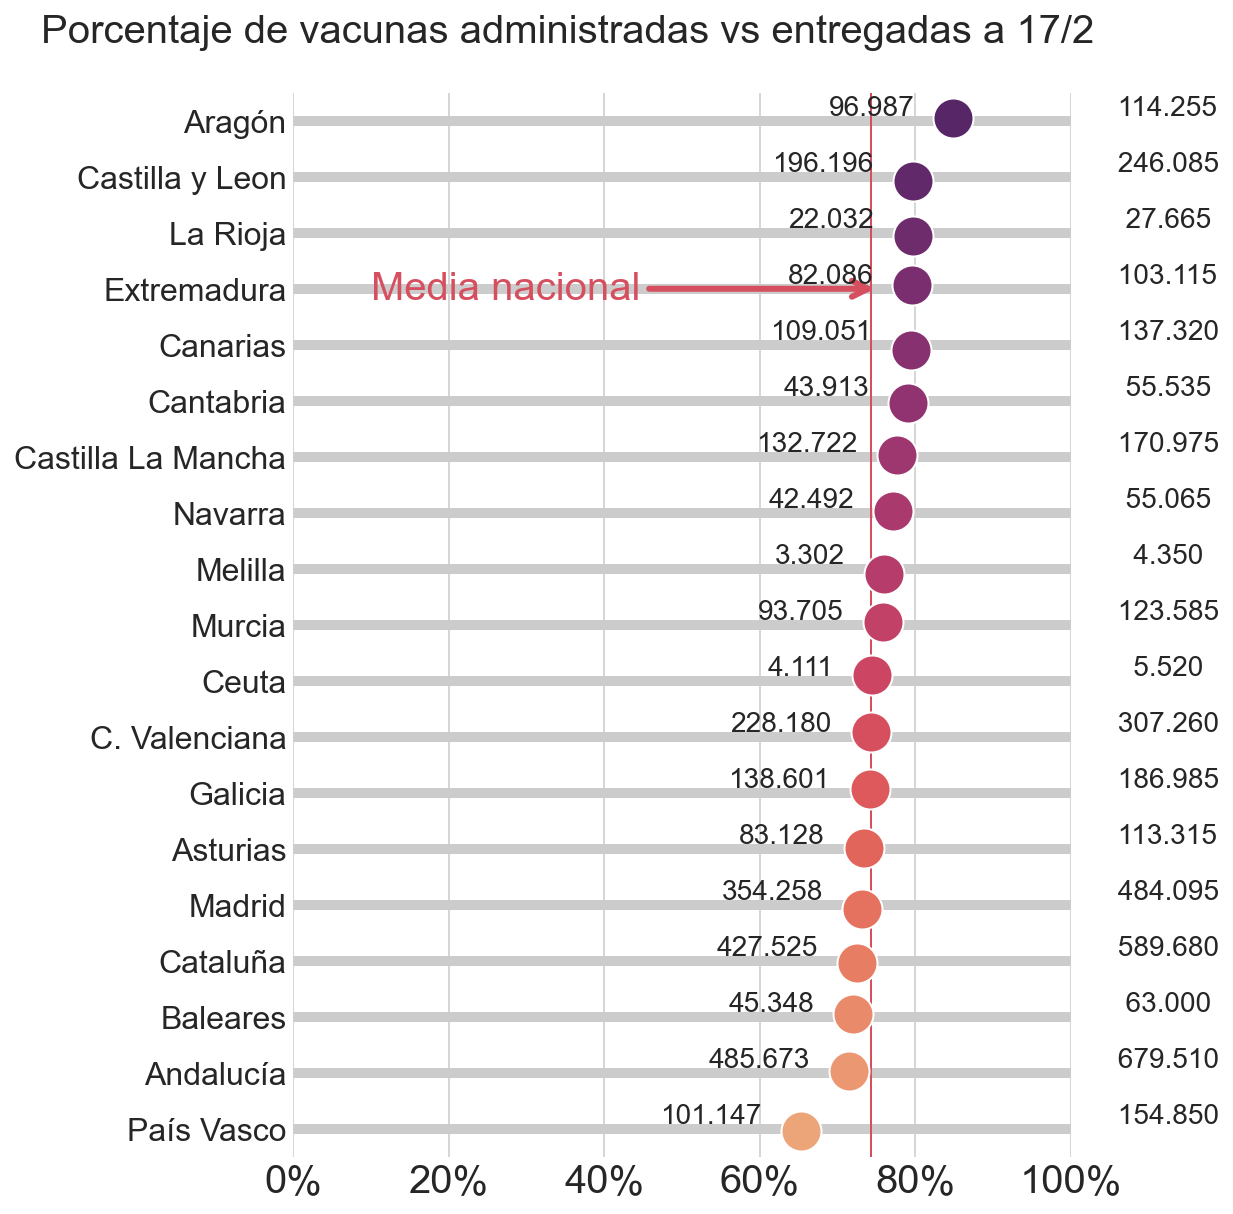 Porcentaje de vacunas administradas vs entregadas a 17/2
Aragón 96.987 114.255
Castilla y Leon 196.196 246.085
La Rioja 22.032 27.665
Extremadura Media nacional 82.086 103.115
Canarias 109.051 137.320
Cantabria 43.913 55.535
Castilla La Mancha 132.722 170.975
Navarra 42.492 55.065
Melilla 3.302 4.350
Murcia 93.705 123.585
Ceuta 4.111 5.520
C. Valenciana 228.180 307.260
Galicia 138.601 186.985
Asturias 83.128 113.315
Madrid 354.258 484.095
Cataluña 427.525 589.680
Baleares 45.348 63.000
Andalucía 485.673 679.510
País Vasco 101.147 154.850
0% 20% 40% 60% 80% 100%